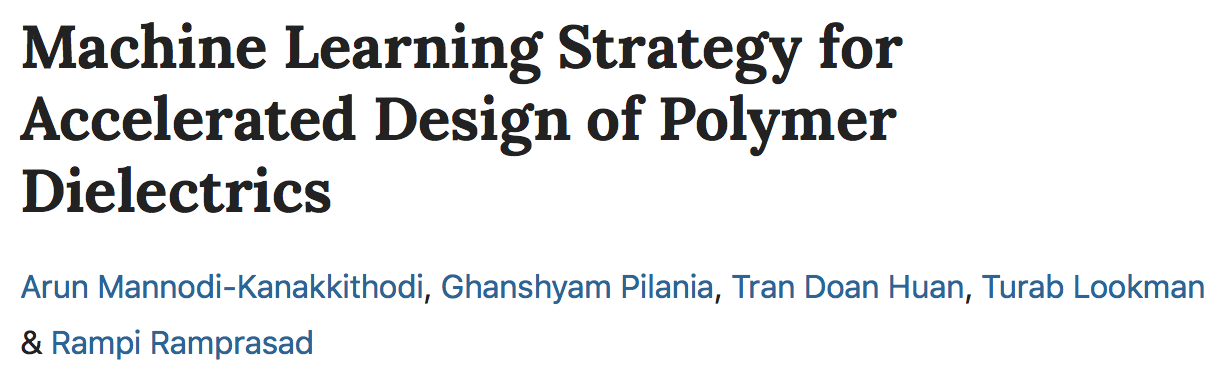 Machine Learning Strategy for
Accelerated Design of Polymer
Dielectrics
Arun Mannodi-Kanakkithodi, Ghanshyam Pilania, Tran Doan Huan, Turab Lookman
& Rampi Ramprasad